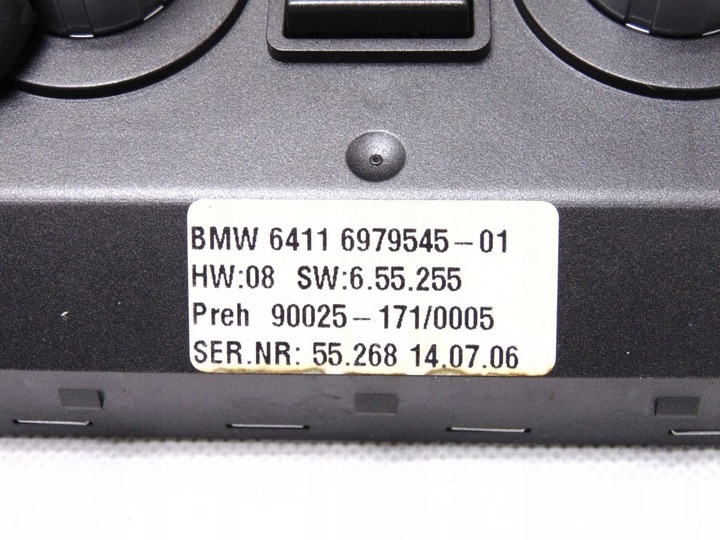 BMW 6411 6979545-01
HW:08 SW:6.55.255
Preh 90025-171/0005
SER.NR: 55.268 14.07.06